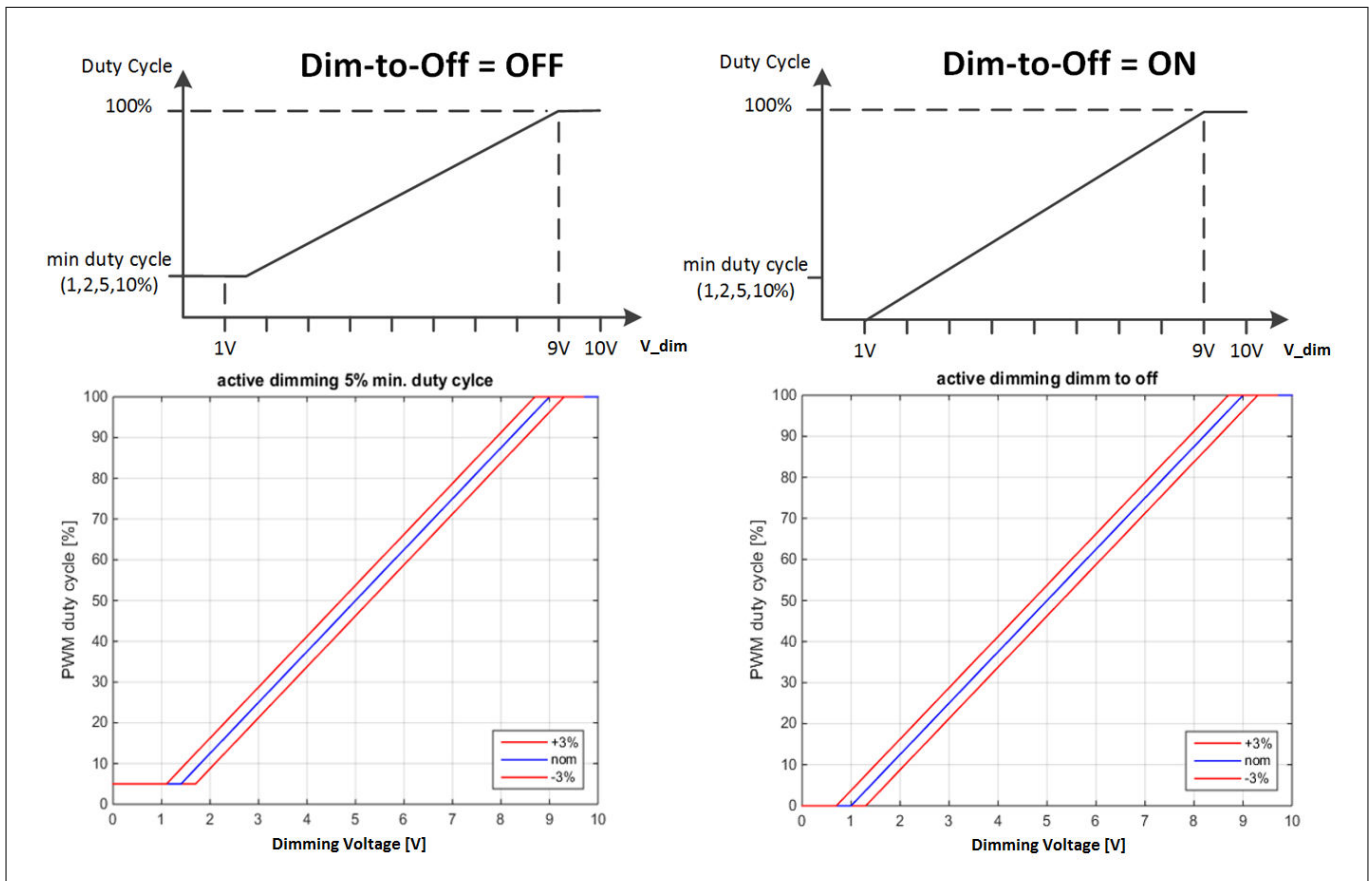 Dim-to-Off = OFF
Duty Cycle
100%
min duty cycle
(1,2,5,10%)
1V
9V
10V
V_dim
Dim-to-Off = ON
Duty Cycle
100%
min duty cycle
(1,2,5,10%)
1V
9V
10V
V_dim
active dimming 5% min. duty cylce
PWM duty cycle [%]
100
90
80
70
60
50
40
30
20
10
0
0 1 2 3 4 5 6 7 8 9 10
Dimming Voltage [V]
+3%
nom
-3%
active dimming dimm to off
PWM duty cycle [%]
100
90
80
70
60
50
40
30
20
10
0
0 1 2 3 4 5 6 7 8 9 10
Dimming Voltage [V]
+3%
nom
-3%